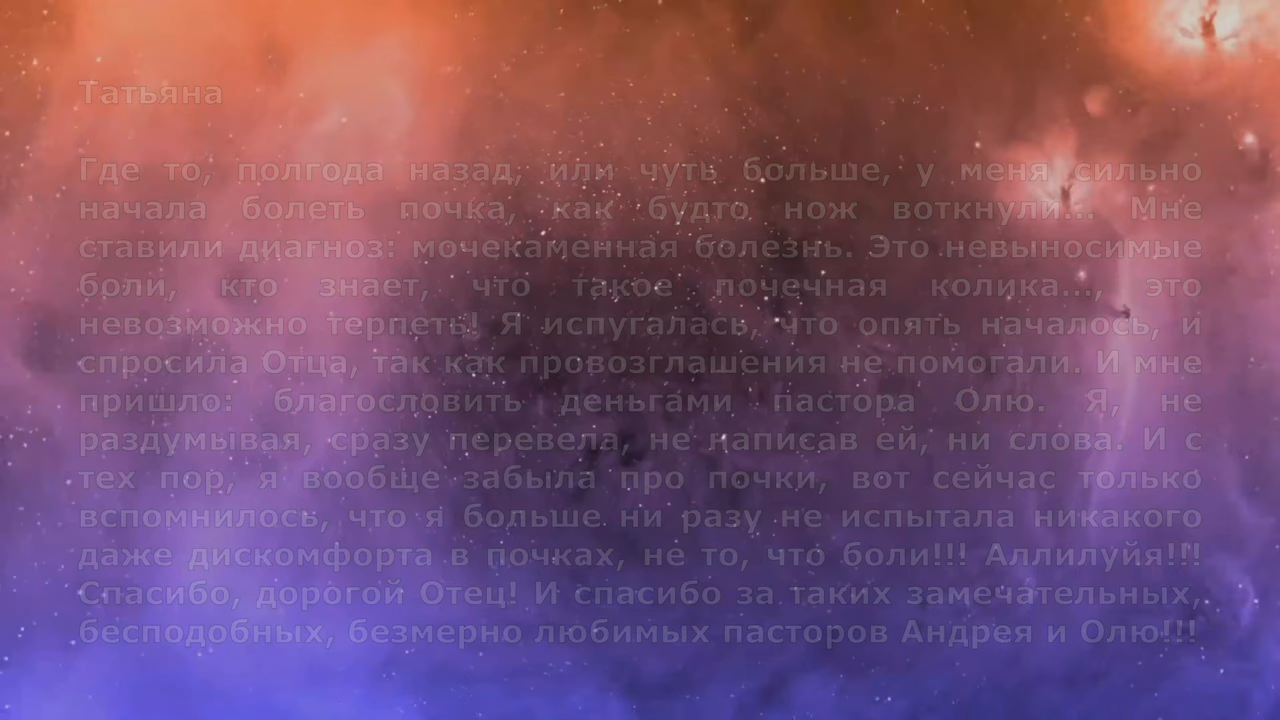 Татьяна
Где то, полгода назад, или чуть больше, у меня сильно
начала болеть почка, как будто нож воткнули... Мне
ставили диагноз: мочекаменная болезнь. Это невыносимые
боли, кто знает, что такое почечная колика..., это
невозможно терпеть! Я испугалась, что опять началось, и
спросила Отца, так как провозглашения не помогали. И мне
пришло: благословить деньгами пастора Олю. Я, не
раздумывая, сразу перевела, не написав ей, ни слова. И с
тех пор, я вообще забыла про почки, вот сейчас только
вспомнилось, что я больше ни разу не испытала никакого
даже дискомфорта в почках, не то, что боли!!! Аллилуйя!!!
Спасибо, дорогой Отец! И спасибо за таких замечательных,
бесподобных, безмерно любимых пасторов Андрея и Олю!!!